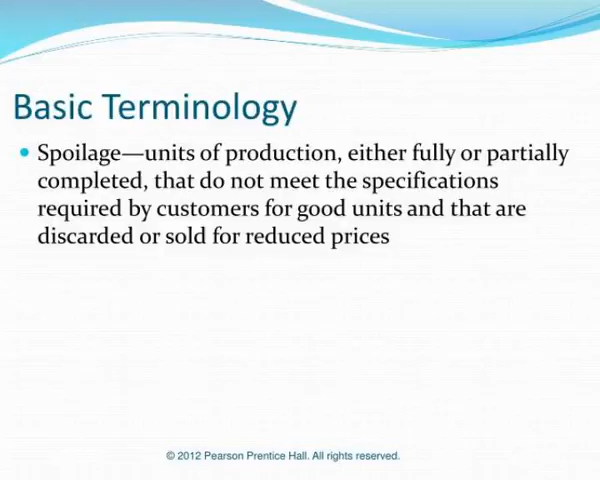 Basic Terminology
• Spoilage—units of production, either fully or partially
completed, that do not meet the specifications
required by customers for good units and that are
discarded or sold for reduced prices
© 2012 Pearson Prentice Hall. All rights reserved.